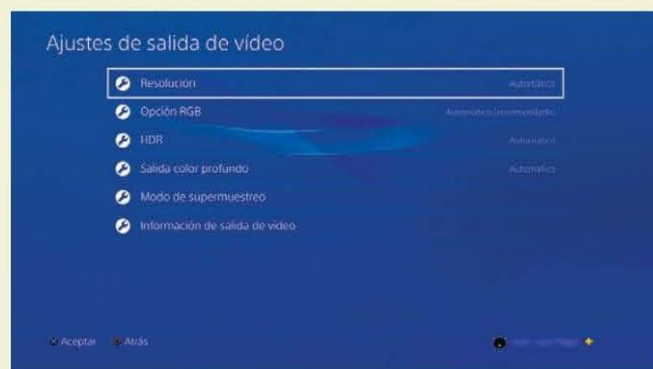 Ajustes de salida de vídeo
Resolución Automático
Opción RGB Automático (recomendado)
HDR Automático
Salida color profundo Automático
Modo de supermuestreo
Información de salida de vídeo
Aceptar Atrás